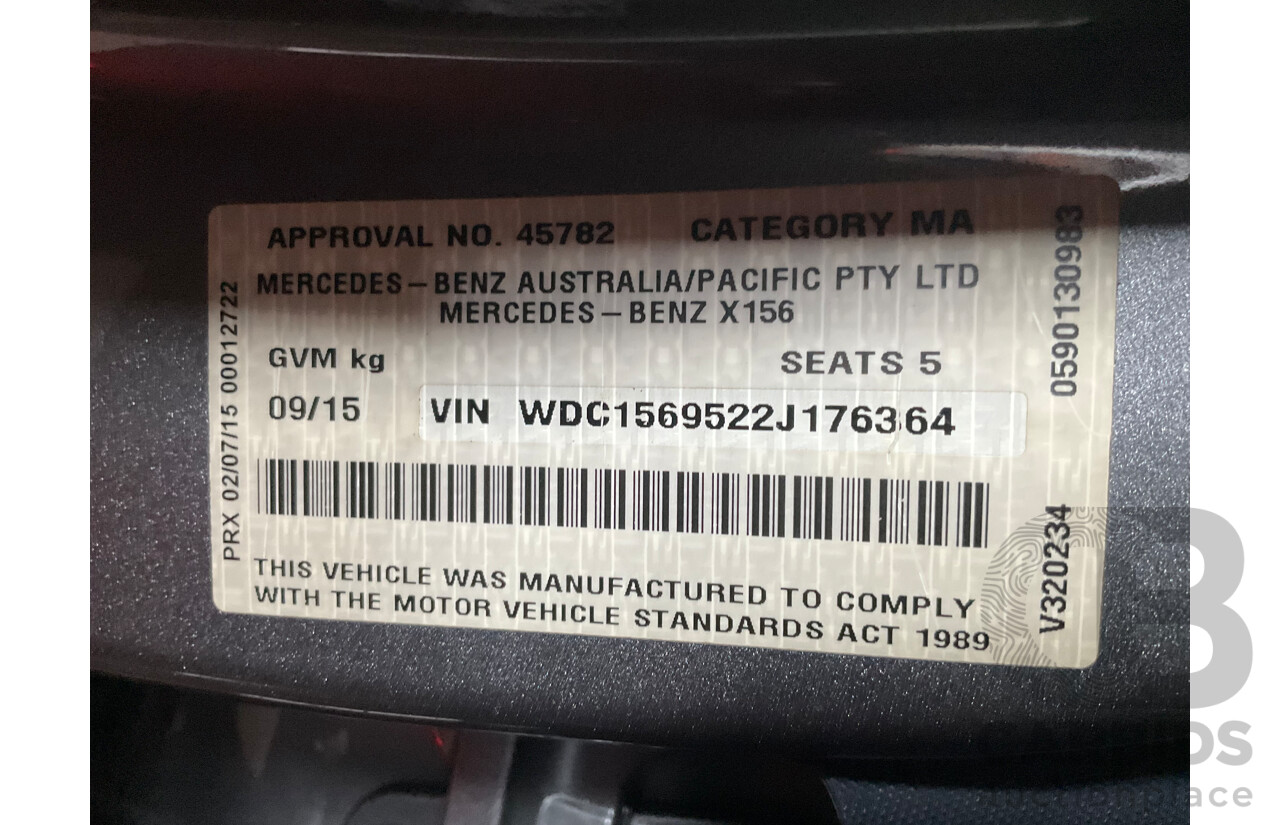 APPROVAL NO. 45782 CATEGORY MA
MERCEDES-BENZ AUSTRALIA/PACIFIC PTY LTD
MERCEDES-BENZ X156
GVM kg SEATS 5
09/15 VIN WDC1569522J176364
THIS VEHICLE WAS MANUFACTURED TO COMPLY
WITH THE MOTOR VEHICLE STANDARDS ACT 1989
PRX 02/07/15 00012722
0590130983
V320234